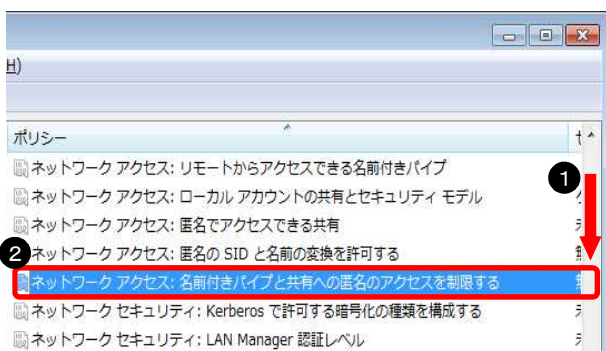 H)
ポリシー
ネットワーク アクセス: リモートからアクセスできる名前付きパイプ
ネットワーク アクセス: ローカル アカウントの共有とセキュリティ モデル
1
ネットワーク アクセス: 匿名でアクセスできる共有
2
ネットワーク アクセス: 匿名の SID と名前の変換を許可する
ネットワーク アクセス: 名前付きパイプと共有への匿名のアクセスを制限する
ネットワーク セキュリティ: Kerberos で許可する暗号化の種類を構成する
ネットワーク セキュリティ: LAN Manager 認証レベル